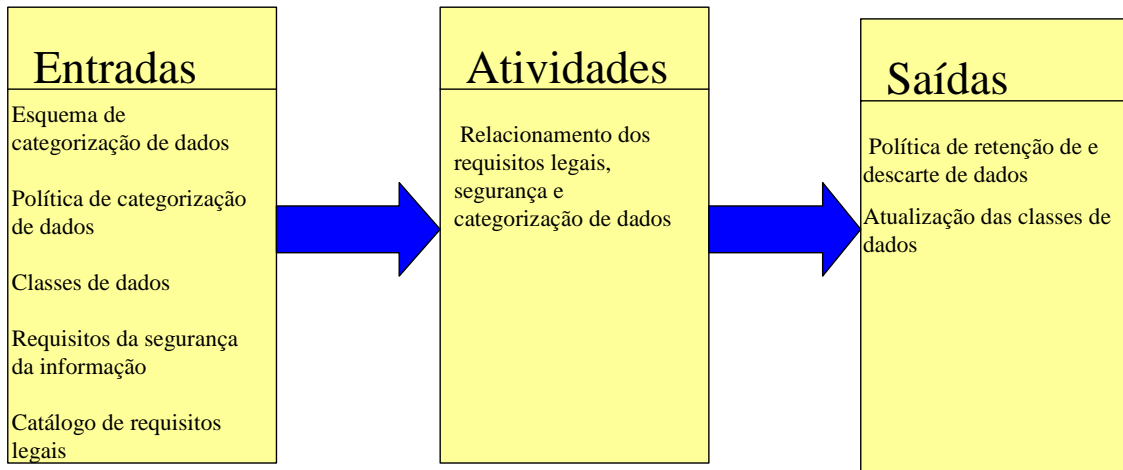 Entradas
Esquema de
categorização de dados
Política de categorização
de dados
Classes de dados
Requisitos da segurança
da informação
Catálogo de requisitos
legais
Atividades
Relacionamento dos
requisitos legais,
segurança e
categorização de dados
Saídas
Política de retenção de e
descarte de dados
Atualização das classes de
dados